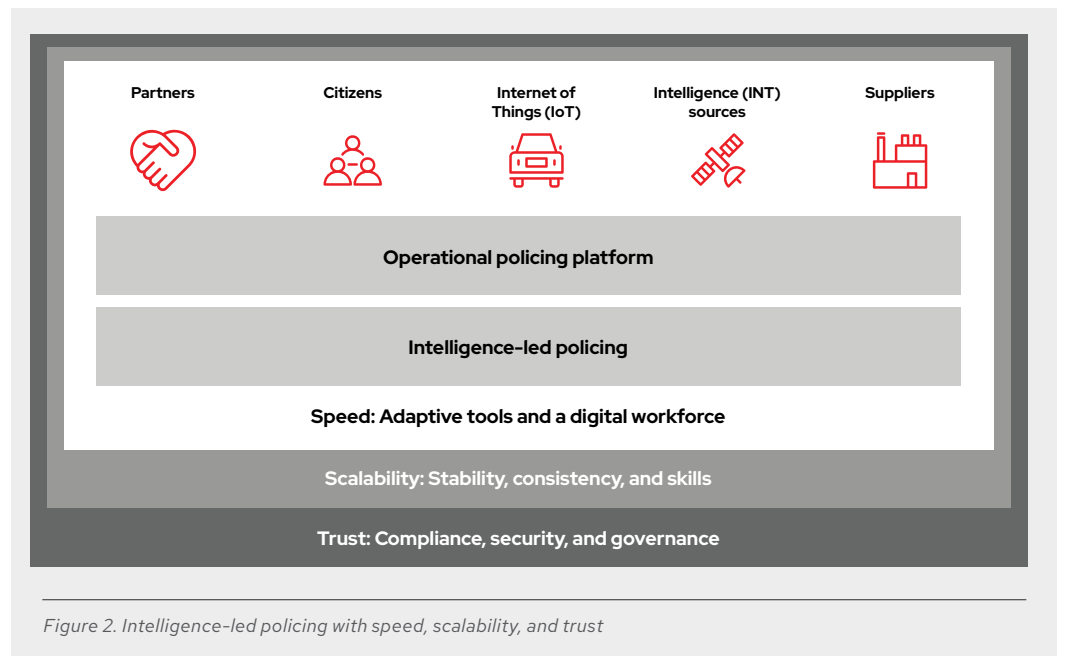 Partners
Citizens
Internet of
Things (IoT)
Intelligence (INT)
sources
Suppliers
Operational policing platform
Intelligence-led policing
Speed: Adaptive tools and a digital workforce
Scalability: Stability, consistency, and skills
Trust: Compliance, security, and governance
Figure 2. Intelligence-led policing with speed, scalability, and trust